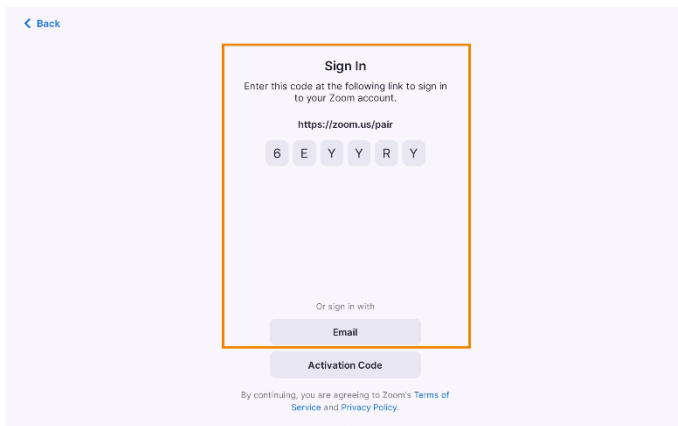 Back
Sign In
Enter this code at the following link to sign in
to your Zoom account.
https://zoom.us/pair
6 E Y Y R Y
Or sign in with
Email
Activation Code
By continuing, you are agreeing to Zoom's Terms of
Service and Privacy Policy.